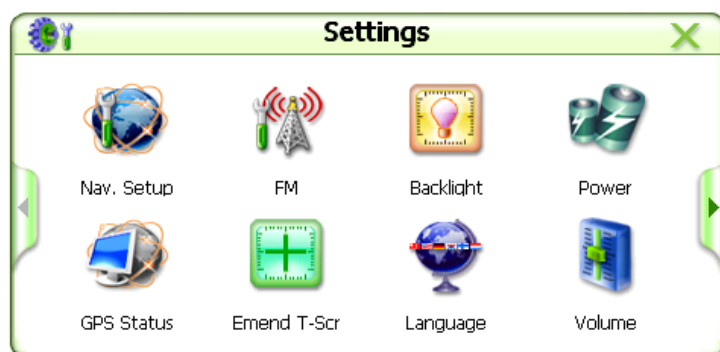 Settings
Nav. Setup FM Backlight Power
GPS Status Emend T-Scr Language Volume